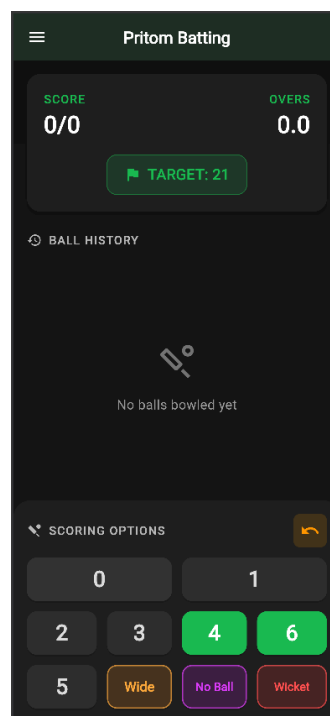 Pritom Batting
SCORE OVERS
0/0 0.0
TARGET: 21
BALL HISTORY
No balls bowled yet
SCORING OPTIONS
0 1
2 3 4 6
5 Wide No Ball Wicket